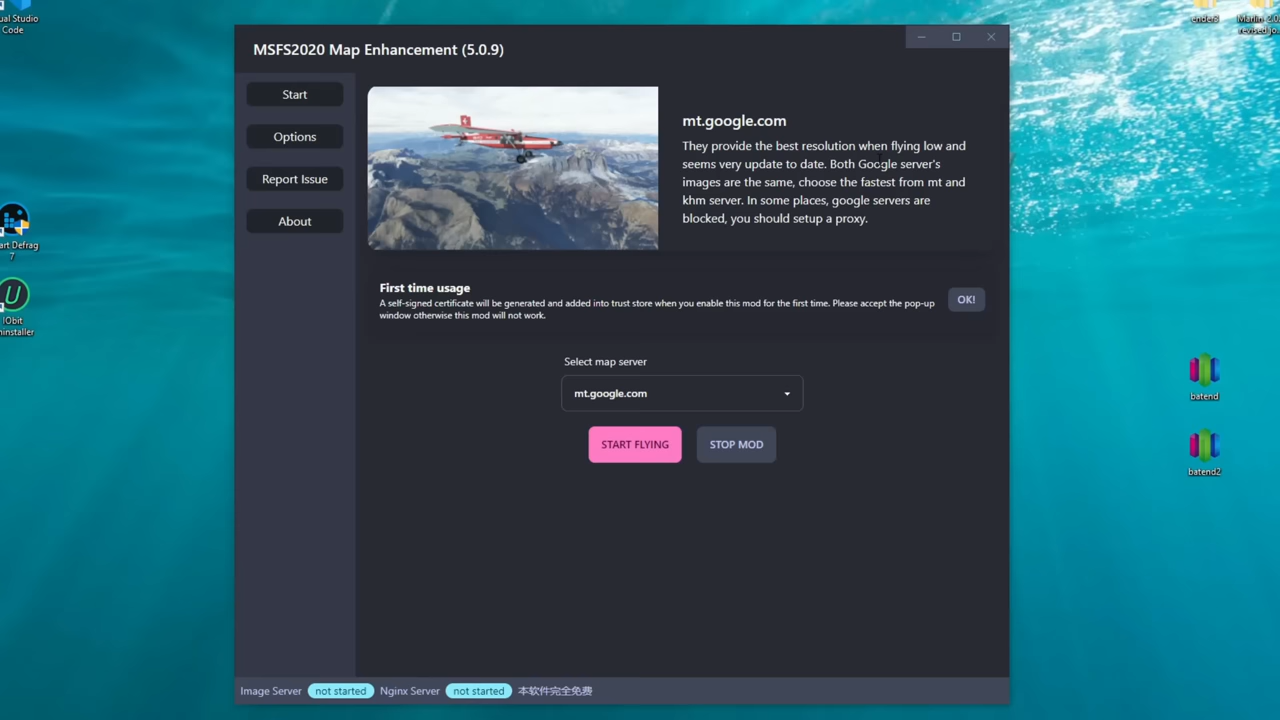 ual Studio
Code
ender3
Marlin-2.0.
revised.jo
MSFS2020 Map Enhancement (5.0.9)
Start
Options
Report Issue
About
mt.google.com
They provide the best resolution when flying low and
seems very update to date. Both Google server's
images are the same, choose the fastest from mt and
khm server. In some places, google servers are
blocked, you should setup a proxy.
art Defrag
7
IObit
ninstaller
First time usage
A self-signed certificate will be generated and added into trust store when you enable this mod for the first time. Please accept the pop-up
window otherwise this mod will not work.
OK!
Select map server
mt.google.com
START FLYING
STOP MOD
batend
batend2
Image Server not started Nginx Server not started 本软件完全免费